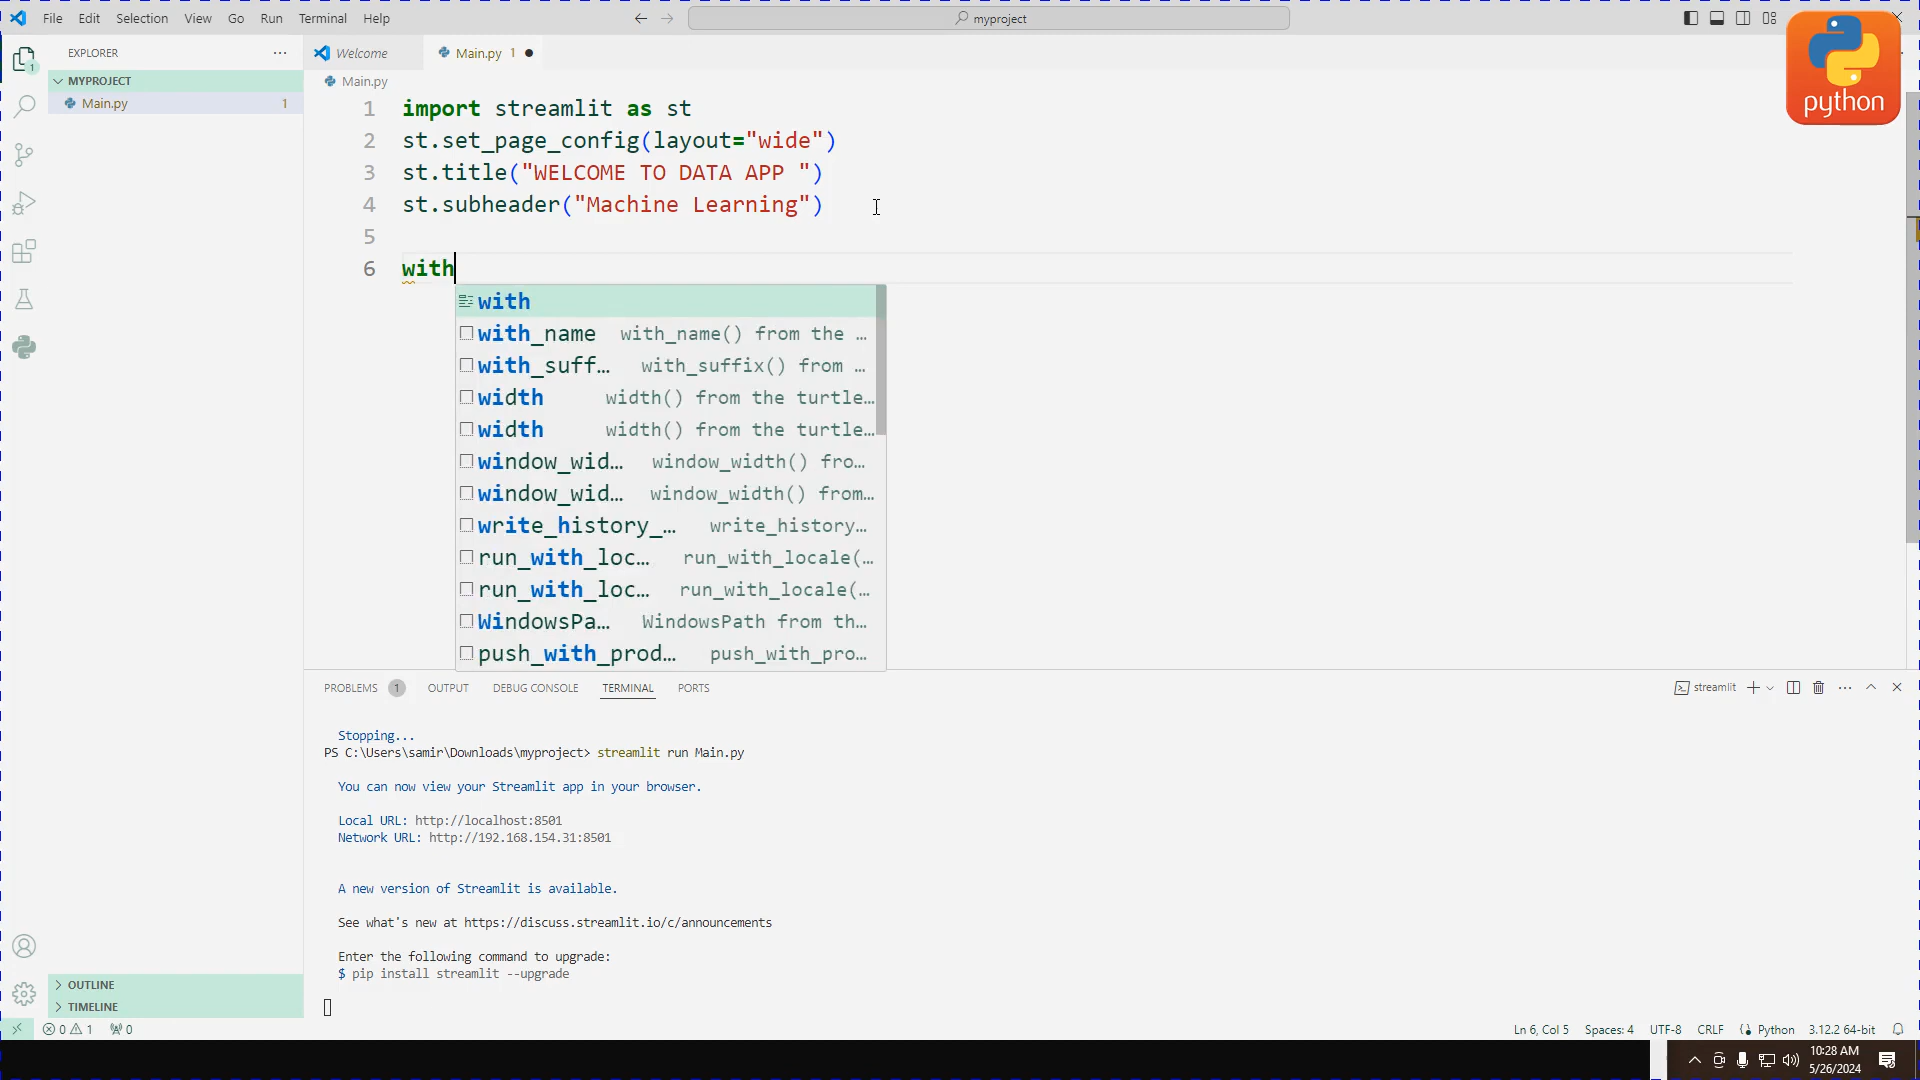 File Edit Selection View Go Run Terminal Help
myproject
EXPLORER
Welcome
Main.py 1
python
MYPROJECT
Main.py 1
Main.py
1 import streamlit as st
2 st.set_page_config(layout="wide")
3 st.title("WELCOME TO DATA APP ")
4 st.subheader("Machine Learning")
5
6 with
with
with_name with_name() from the …
with_suff… with_suffix() from …
width width() from the turtle…
width width() from the turtle…
window_wid… window_width() fro…
window_wid… window_width() from…
write_history_… write_history…
run_with_loc… run_with_locale(…
run_with_loc… run_with_locale(…
WindowsPa… WindowsPath from th…
push_with_prod… push_with_pro…
PROBLEMS 1 OUTPUT DEBUG CONSOLE TERMINAL PORTS
streamlit
Stopping...
PS C:\Users\samir\Downloads\myproject> streamlit run Main.py
You can now view your Streamlit app in your browser.
Local URL: http://localhost:8501
Network URL: http://192.168.154.31:8501
A new version of Streamlit is available.
See what's new at https://discuss.streamlit.io/c/announcements
Enter the following command to upgrade:
$ pip install streamlit --upgrade
1
OUTLINE
TIMELINE
0 1 0
Ln 6, Col 5 Spaces: 4 UTF-8 CRLF Python 3.12.2 64-bit
10:28 AM
5/26/2024